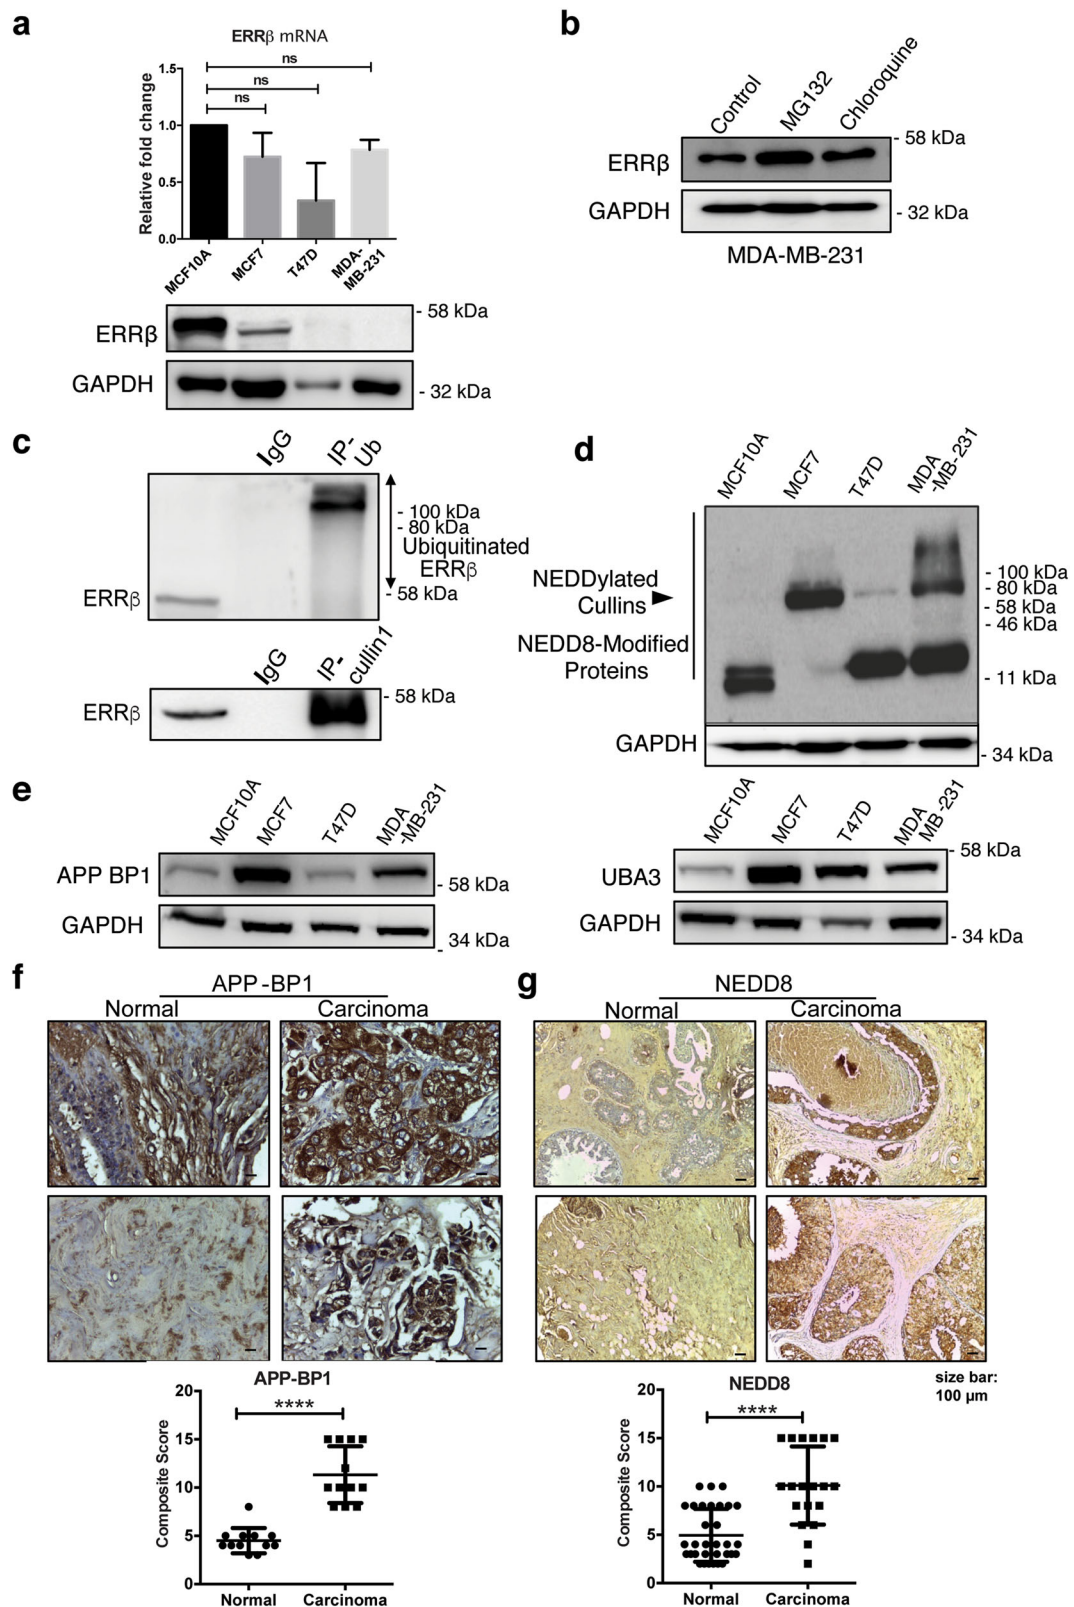 a
ERRβ mRNA
Relative fold change
1.5
1.0
0.5
0.0
ns
ns
ns
MCF10A
MCF7
T47D
MDA-
MB-231
ERRβ
- 58 kDa
GAPDH
- 32 kDa
b
Control
MG132
Chloroquine
ERRβ
- 58 kDa
GAPDH
- 32 kDa
MDA-MB-231
c
IgG
IP-
Ub
- 100 kDa
- 80 kDa
Ubiquitinated
ERRβ
- 58 kDa
ERRβ
IgG
IP-
cullin1
- 58 kDa
ERRβ
d
MCF10A
MCF7
T47D
MDA
-MB-231
NEDDylated
Cullins
NEDD8-Modified
Proteins
- 100 kDa
- 80 kDa
- 58 kDa
- 46 kDa
- 11 kDa
GAPDH
- 34 kDa
e
MCF10A
MCF7
T47D
MDA
-MB-231
APP BP1
- 58 kDa
GAPDH
- 34 kDa
MCF10A
MCF7
T47D
MDA
MB-231
- 58 kDa
UBA3
GAPDH
- 34 kDa
f
APP-BP1
Normal
Carcinoma
APP-BP1
Composite Score
20
15
10
5
0
****
Normal
Carcinoma
g
NEDD8
Normal
Carcinoma
size bar:
100 µm
NEDD8
Composite Score
20
15
10
5
0
****
Normal
Carcinoma